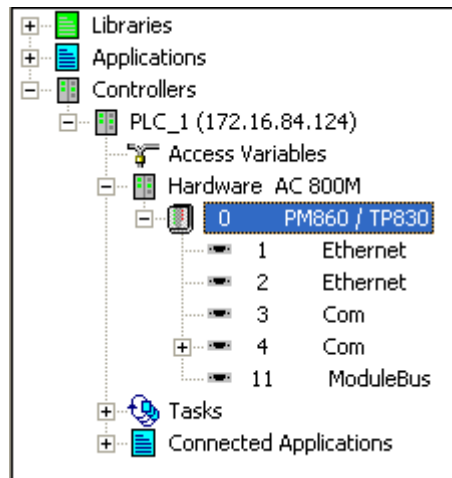 Libraries
Applications
Controllers
PLC_1 (172.16.84.124)
Access Variables
Hardware AC 800M
0 PM860 / TP830
1 Ethernet
2 Ethernet
3 Com
4 Com
11 ModuleBus
Tasks
Connected Applications